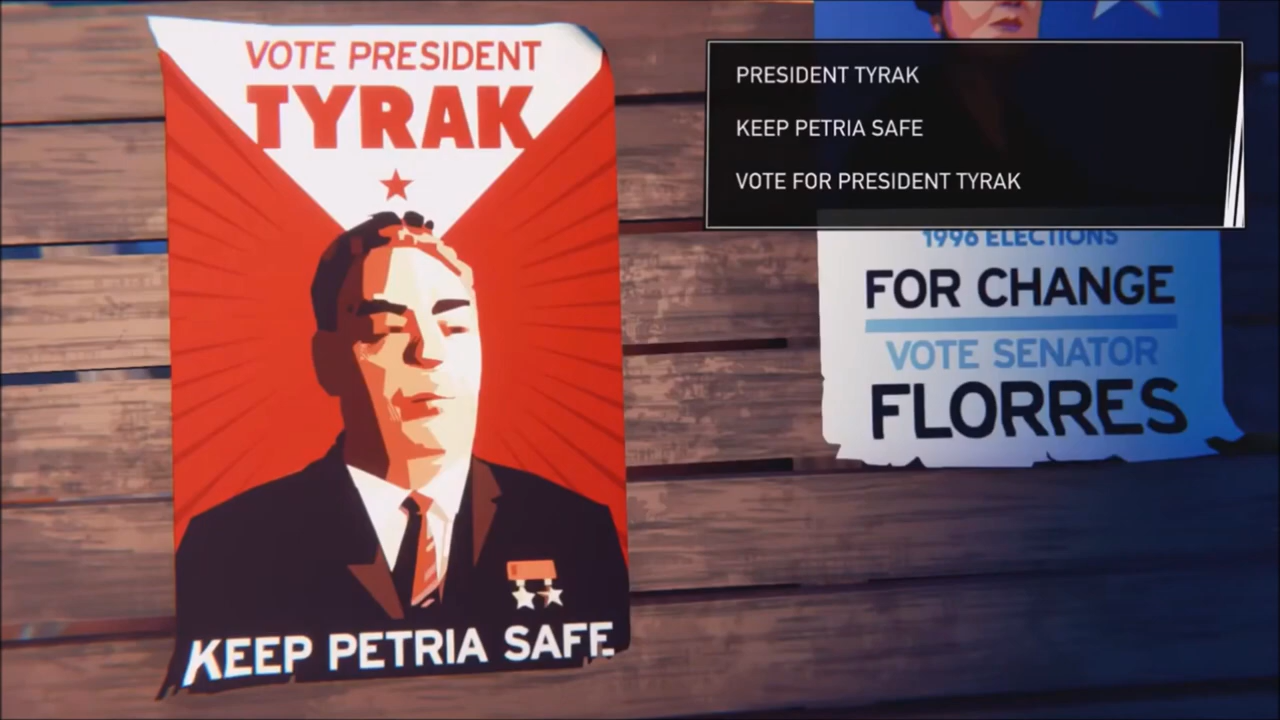 VOTE PRESIDENT
TYRAK
KEEP PETRIA SAFE
PRESIDENT TYRAK
KEEP PETRIA SAFE
VOTE FOR PRESIDENT TYRAK
1996 ELECTIONS
FOR CHANGE
VOTE SENATOR
FLORRES